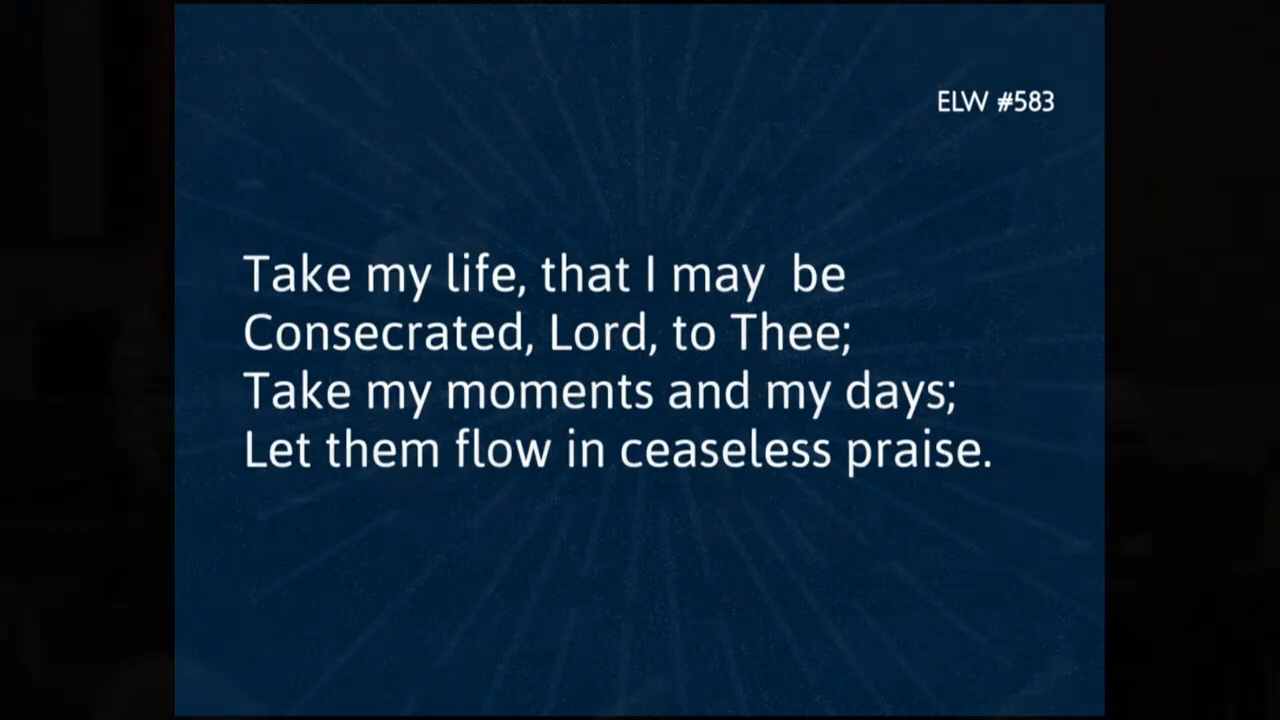 ELW #583
Take my life, that I may be
Consecrated, Lord, to Thee;
Take my moments and my days;
Let them flow in ceaseless praise.